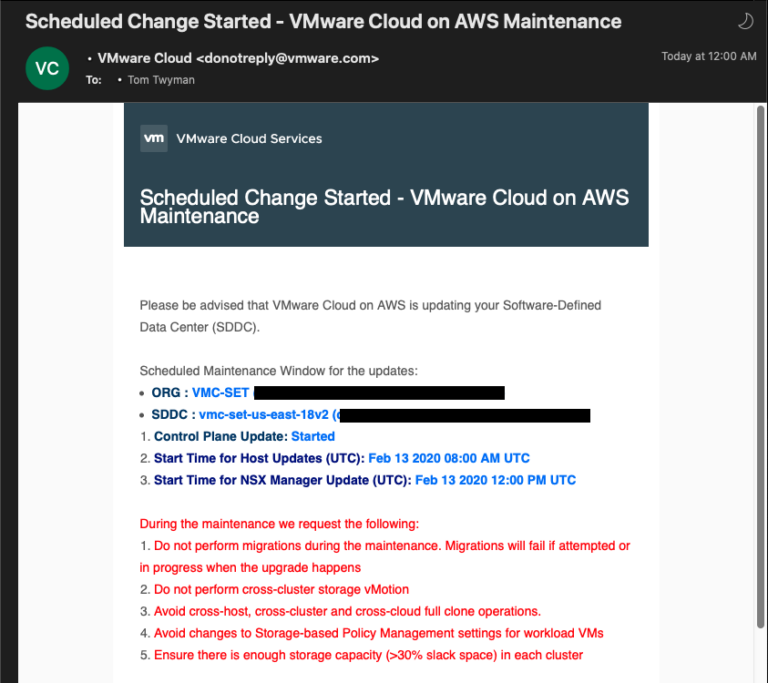 Scheduled Change Started - VMware Cloud on AWS Maintenance
VC
• VMware Cloud <donotreply@vmware.com>
Today at 12:00 AM
To: • Tom Twyman
vm VMware Cloud Services
Scheduled Change Started - VMware Cloud on AWS
Maintenance
Please be advised that VMware Cloud on AWS is updating your Software-Defined
Data Center (SDDC).
Scheduled Maintenance Window for the updates:
• ORG : VMC-SET (
• SDDC : vmc-set-us-east-18v2 (
1. Control Plane Update: Started
2. Start Time for Host Updates (UTC): Feb 13 2020 08:00 AM UTC
3. Start Time for NSX Manager Update (UTC): Feb 13 2020 12:00 PM UTC
During the maintenance we request the following:
1. Do not perform migrations during the maintenance. Migrations will fail if attempted or
in progress when the upgrade happens
2. Do not perform cross-cluster storage vMotion
3. Avoid cross-host, cross-cluster and cross-cloud full clone operations.
4. Avoid changes to Storage-based Policy Management settings for workload VMs
5. Ensure there is enough storage capacity (>30% slack space) in each cluster